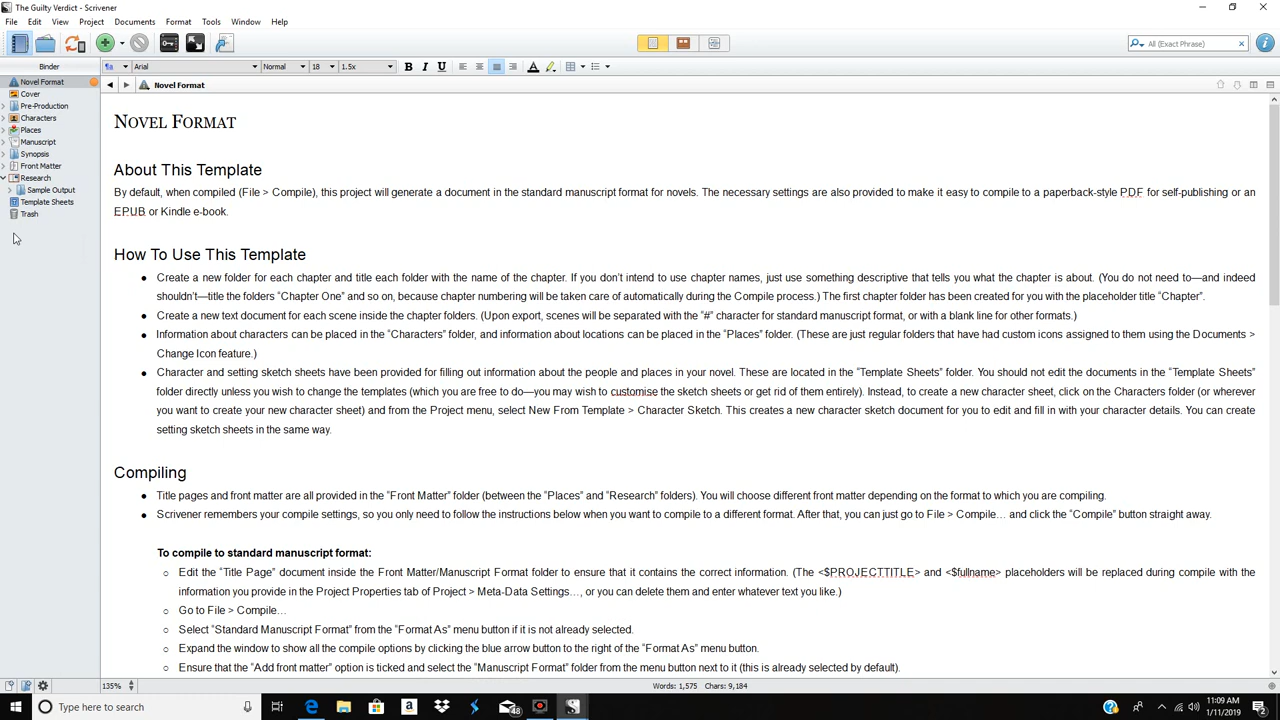 The Guilty Verdict - Scrivener
File Edit View Project Documents Format Tools Window Help
All (Exact Phrase)
Binder
Arial Normal 18 1.5x B I U A
Novel Format
Novel Format
Cover
Pre-Production
Characters
Places
Manuscript
Synopsis
Front Matter
Research
Sample Output
Template Sheets
Trash
NOVEL FORMAT
About This Template
By default, when compiled (File > Compile), this project will generate a document in the standard manuscript format for novels. The necessary settings are also provided to make it easy to compile to a paperback-style PDF for self-publishing or an
EPUB or Kindle e-book.
How To Use This Template
● Create a new folder for each chapter and title each folder with the name of the chapter. If you don’t intend to use chapter names, just use something descriptive that tells you what the chapter is about. (You do not need to—and indeed
shouldn’t—title the folders “Chapter One” and so on, because chapter numbering will be taken care of automatically during the Compile process.) The first chapter folder has been created for you with the placeholder title “Chapter”.
● Create a new text document for each scene inside the chapter folders. (Upon export, scenes will be separated with the “#” character for standard manuscript format, or with a blank line for other formats.)
● Information about characters can be placed in the “Characters” folder, and information about locations can be placed in the “Places” folder. (These are just regular folders that have had custom icons assigned to them using the Documents >
Change Icon feature.)
● Character and setting sketch sheets have been provided for filling out information about the people and places in your novel. These are located in the “Template Sheets” folder. You should not edit the documents in the “Template Sheets”
folder directly unless you wish to change the templates (which you are free to do—you may wish to customise the sketch sheets or get rid of them entirely). Instead, to create a new character sheet, click on the Characters folder (or wherever
you want to create your new character sheet) and from the Project menu, select New From Template > Character Sketch. This creates a new character sketch document for you to edit and fill in with your character details. You can create
setting sketch sheets in the same way.
Compiling
● Title pages and front matter are all provided in the “Front Matter” folder (between the “Places” and “Research” folders). You will choose different front matter depending on the format to which you are compiling.
● Scrivener remembers your compile settings, so you only need to follow the instructions below when you want to compile to a different format. After that, you can just go to File > Compile… and click the “Compile” button straight away.
To compile to standard manuscript format:
○ Edit the “Title Page” document inside the Front Matter/Manuscript Format folder to ensure that it contains the correct information. (The <$PROJECTTITLE> and <$fullname> placeholders will be replaced during compile with the
information you provide in the Project Properties tab of Project > Meta-Data Settings…, or you can delete them and enter whatever text you like.)
○ Go to File > Compile…
○ Select “Standard Manuscript Format” from the “Format As” menu button if it is not already selected.
○ Expand the window to show all the compile options by clicking the blue arrow button to the right of the “Format As” menu button.
○ Ensure that the “Add front matter” option is ticked and select the “Manuscript Format” folder from the menu button next to it (this is already selected by default).
135% Words: 1,575 Chars: 9,184
Type here to search
11:09 AM
1/11/2019